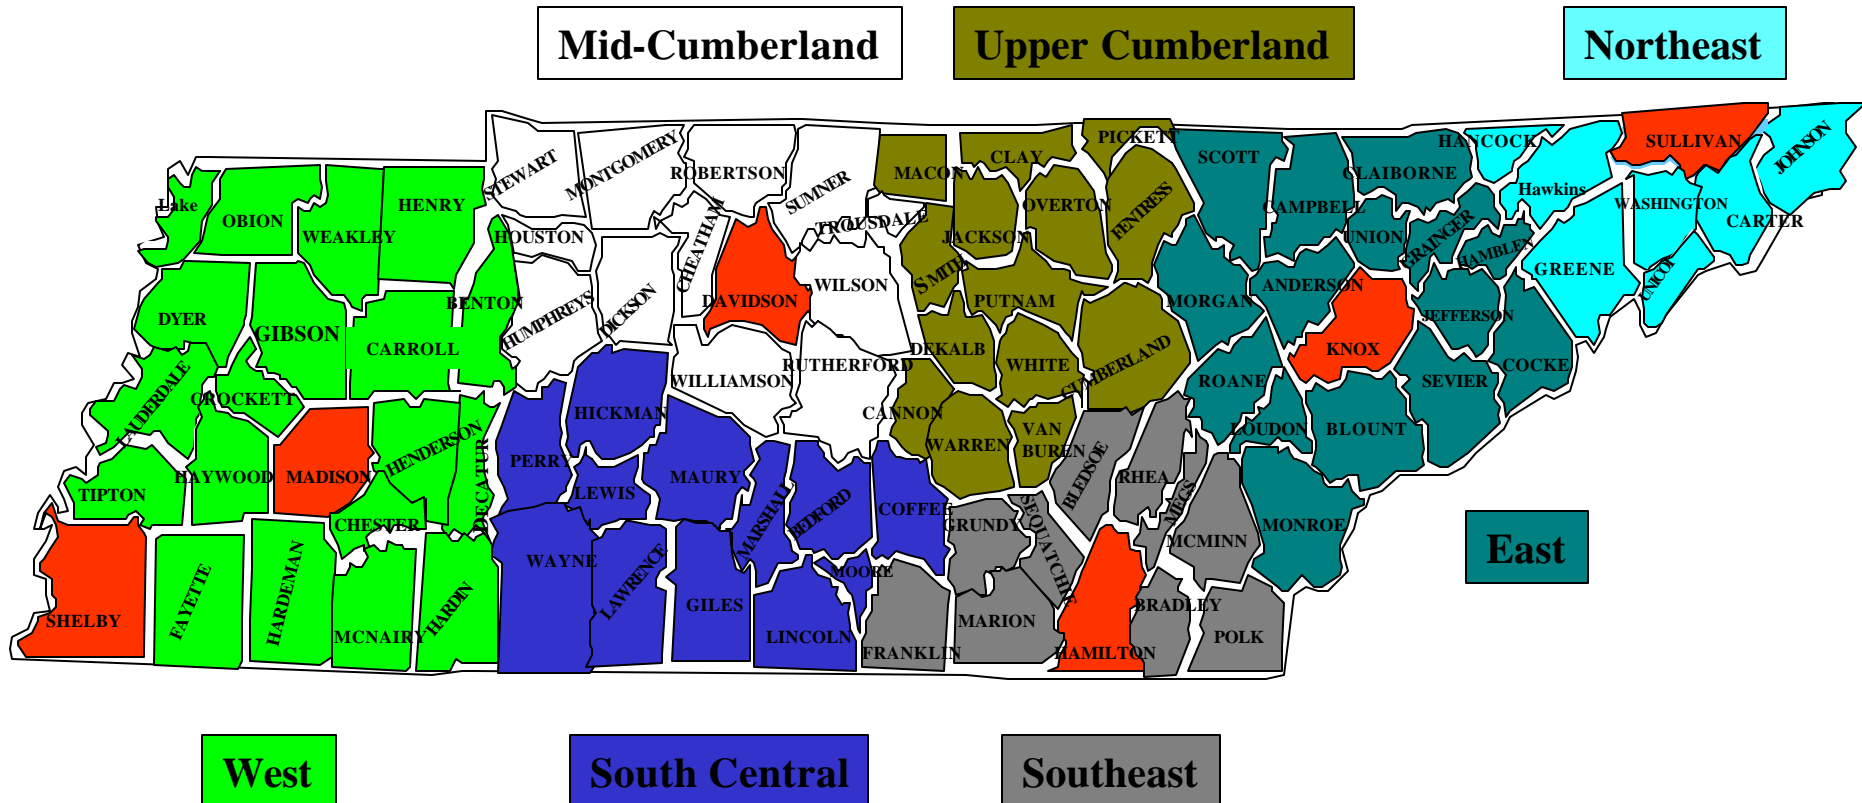 Mid-Cumberland
Upper Cumberland
Northeast
STEWART
MONTGOMERY
ROBERTSON
SUMNER
MACON
CLAY
PICKETT
SCOTT
CLAIBORNE
HANCOCK
SULLIVAN
JOHNSON
Lake
OBION
WEAKLEY
HENRY
HOUSTON
CHEATHAM
TROUSDALE
JACKSON
OVERTON
FENTRESS
CAMPBELL
UNION
GRAINGER
HAMBLEN
Hawkins
WASHINGTON
CARTER
DYER
GIBSON
CARROLL
BENTON
HUMPHREYS
DICKSON
DAVIDSON
WILSON
SMITH
PUTNAM
MORGAN
ANDERSON
JEFFERSON
GREENE
UNICOI
LAUDERDALE
CROCKETT
WILLIAMSON
RUTHERFORD
DEKALB
WHITE
CUMBERLAND
ROANE
KNOX
SEVIER
COCKE
TIPTON
HAYWOOD
MADISON
HENDERSON
DECATUR
PERRY
HICKMAN
LEWIS
MAURY
MARSHALL
BEDFORD
COFFEE
CANNON
WARREN
VAN
BUREN
BLEDSOE
RHEA
MEGS
LOUDON
BLOUNT
CHESTER
WAYNE
LAWRENCE
GILES
MOORE
GRUNDY
SEQUATCHIE
MCMINN
MONROE
East
SHELBY
FAYETTE
HARDEMAN
MCNAIRY
HARDIN
LINCOLN
FRANKLIN
MARION
HAMILTON
BRADLEY
POLK
West
South Central
Southeast